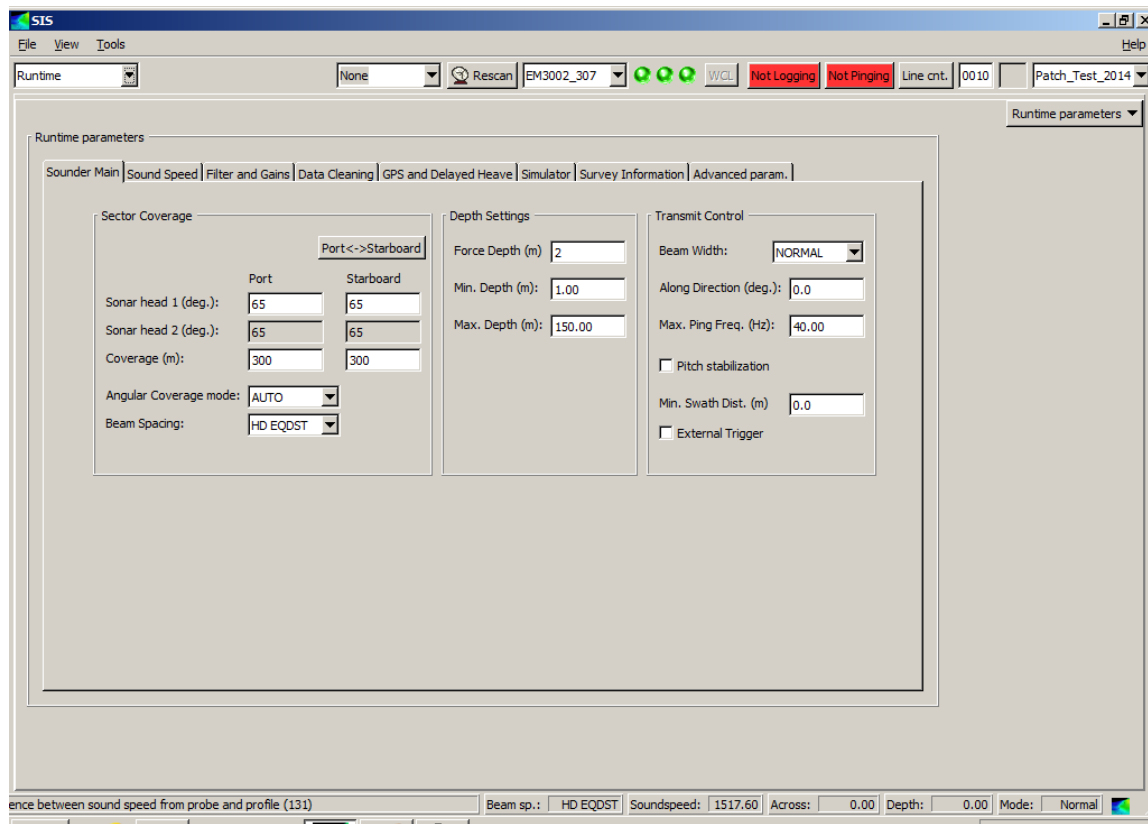 SIS
File View Tools Help
Runtime None Rescan EM3002_307 WCL Not Logging Not Pinging Line cnt. 0010 Patch_Test_2014
Runtime parameters
Runtime parameters
Sounder Main Sound Speed Filter and Gains Data Cleaning GPS and Delayed Heave Simulator Survey Information Advanced param.
Sector Coverage
Port<->Starboard
Port Starboard
Sonar head 1 (deg.): 65 65
Sonar head 2 (deg.): 65 65
Coverage (m): 300 300
Angular Coverage mode: AUTO
Beam Spacing: HD EQDST
Depth Settings
Force Depth (m) 2
Min. Depth (m): 1.00
Max. Depth (m): 150.00
Transmit Control
Beam Width: NORMAL
Along Direction (deg.): 0.0
Max. Ping Freq. (Hz): 40.00
Pitch stabilization
Min. Swath Dist. (m) 0.0
External Trigger
ence between sound speed from probe and profile (131) Beam sp.: HD EQDST Soundspeed: 1517.60 Across: 0.00 Depth: 0.00 Mode: Normal